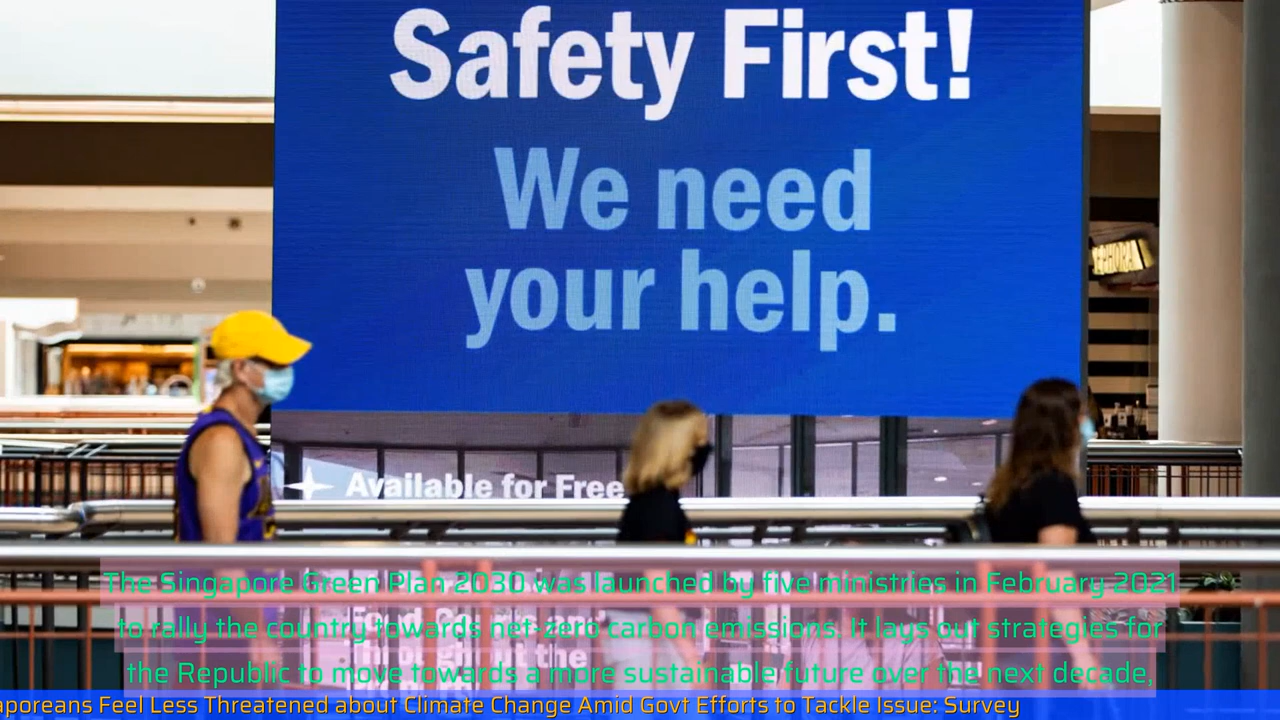 Safety First!
We need
your help.
SEPHORA
Available for Free
The Singapore Green Plan 2030 was launched by five ministries in February 2021
to rally the country towards net-zero carbon emissions. It lays out strategies for
the Republic to move towards a more sustainable future over the next decade,
aporeans Feel Less Threatened about Climate Change Amid Govt Efforts to Tackle Issue: Survey